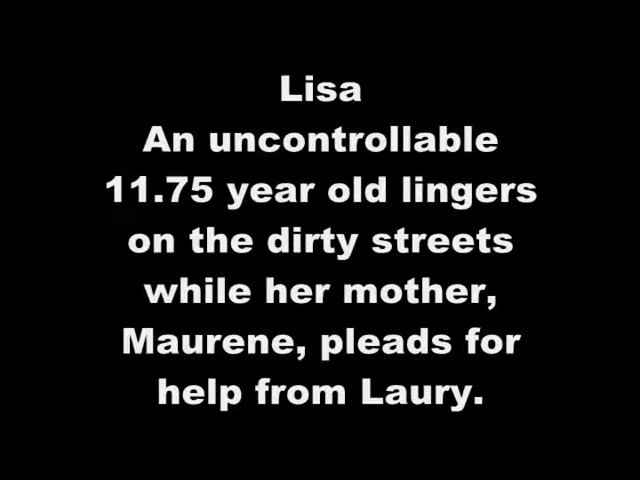 Lisa
An uncontrollable
11.75 year old lingers
on the dirty streets
while her mother,
Maurene, pleads for
help from Laury.